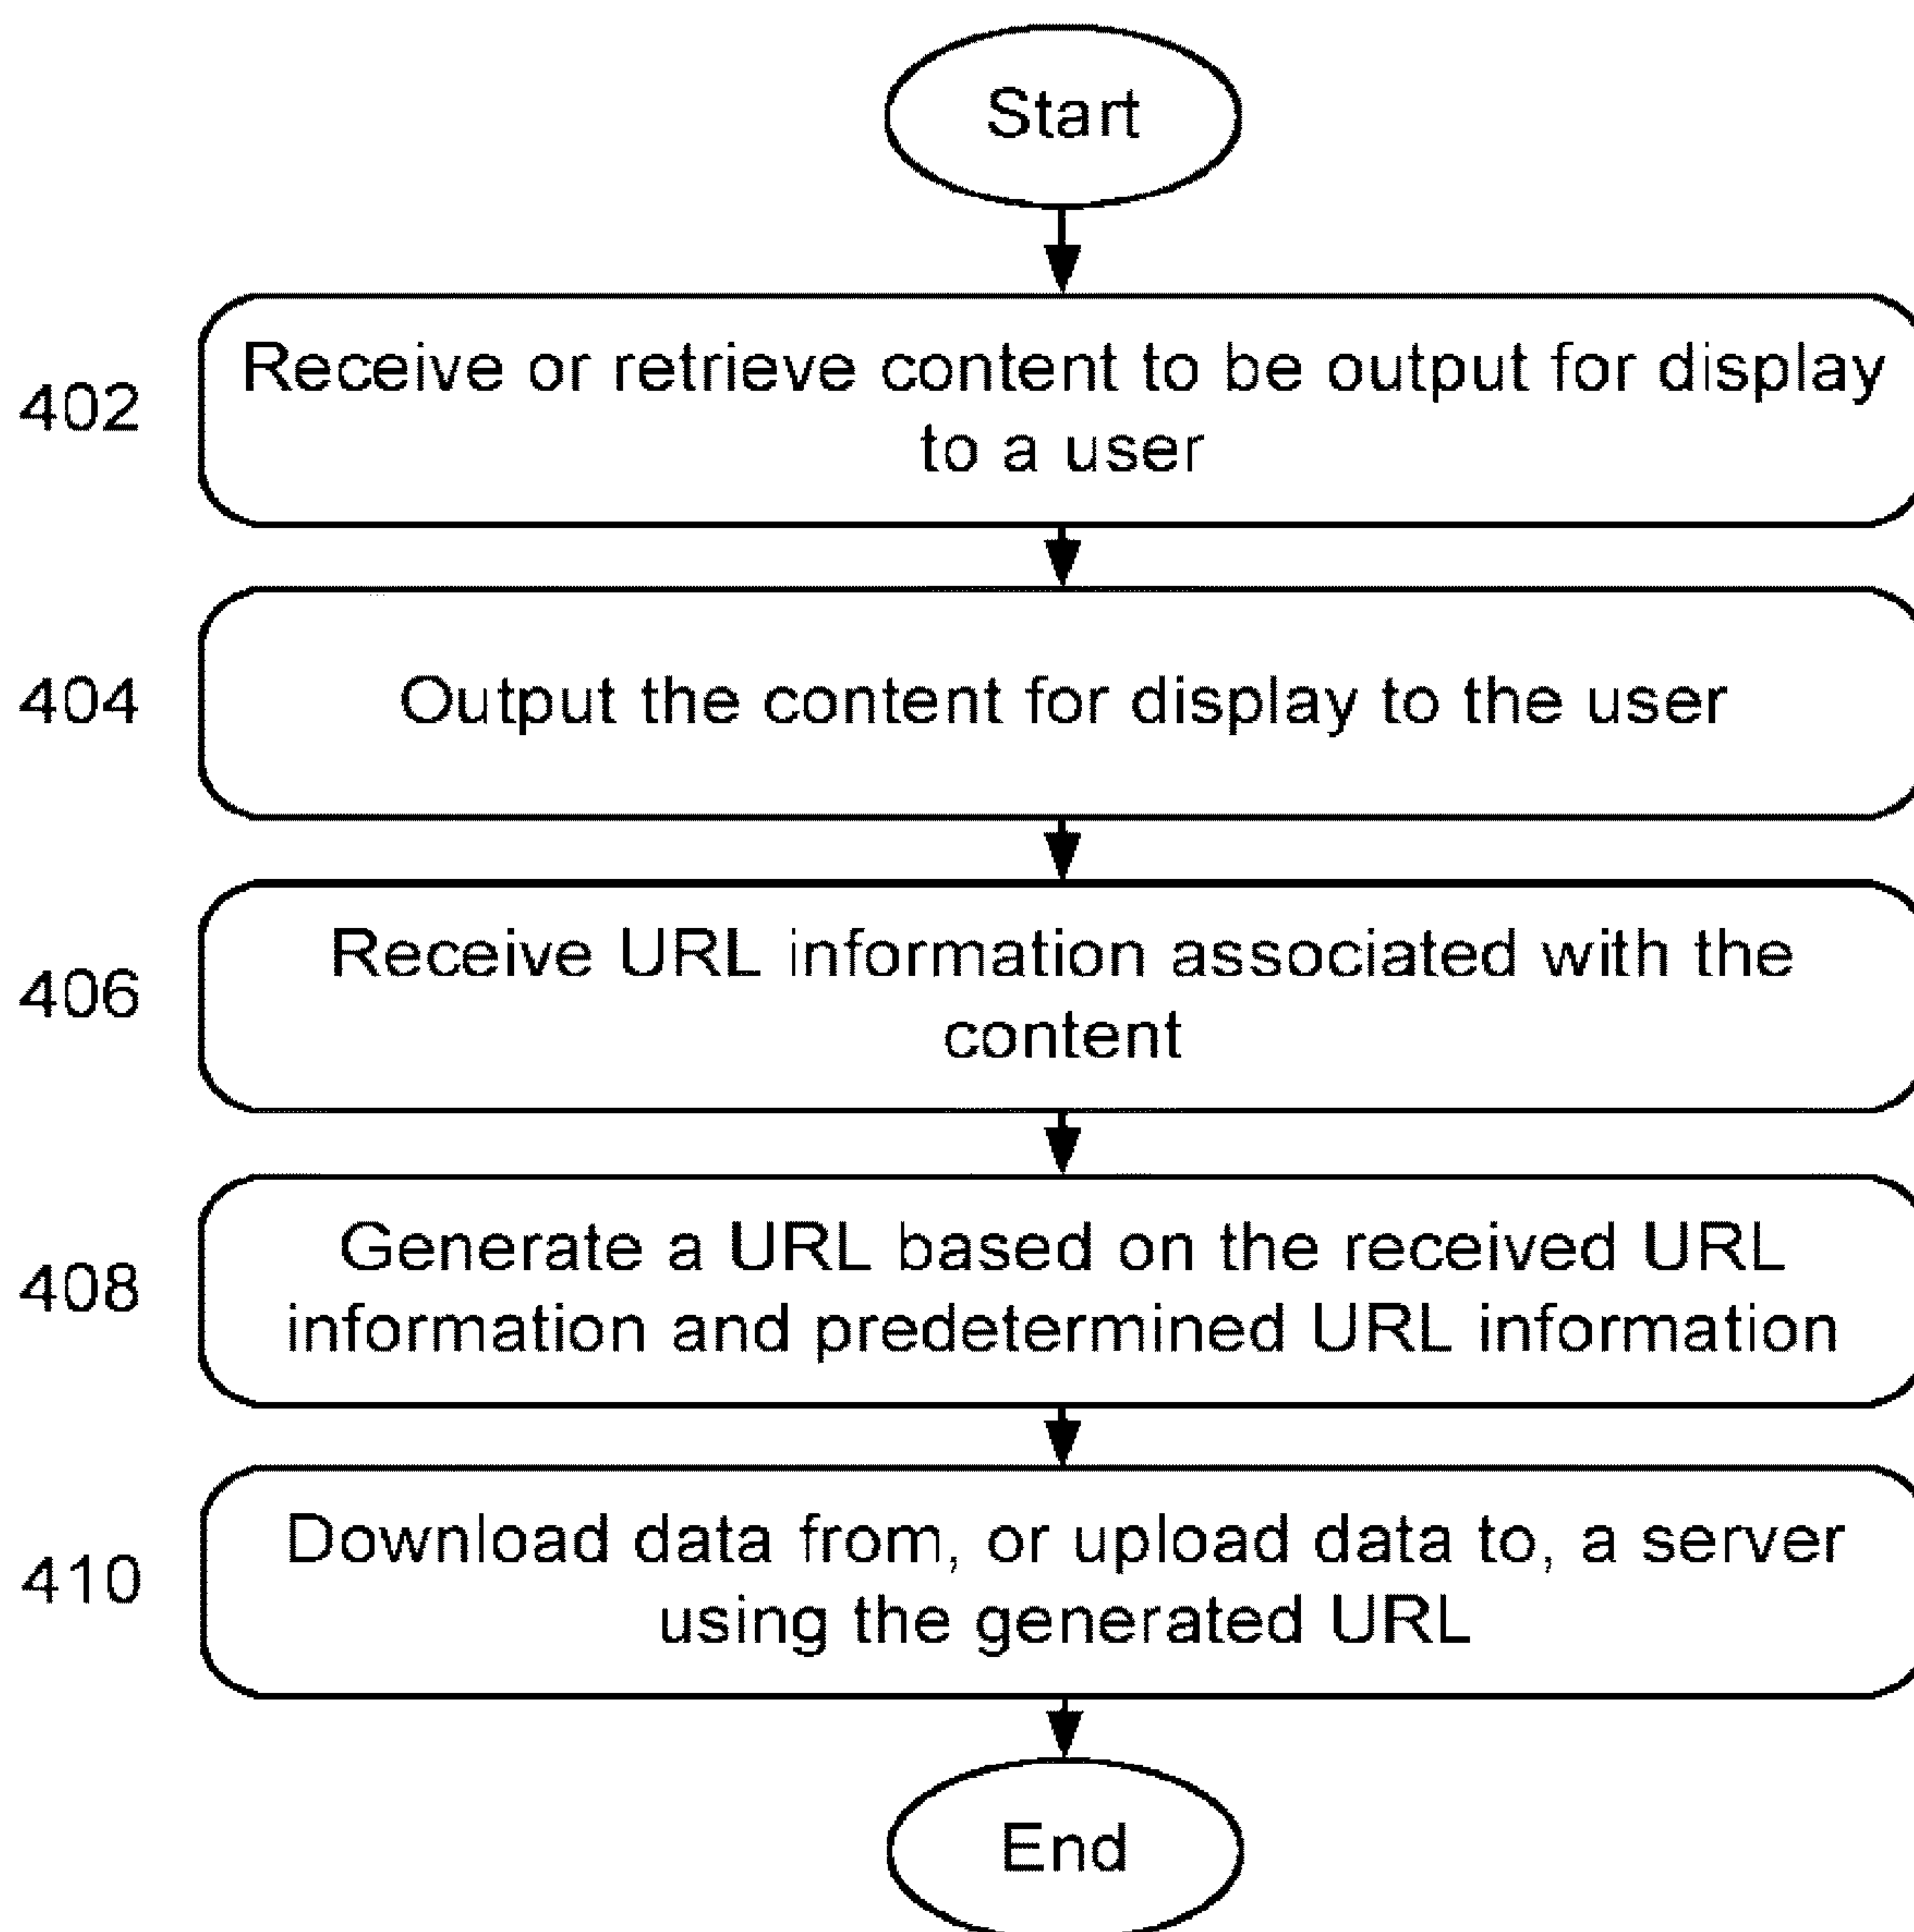 Start
402
Receive or retrieve content to be output for display
to a user
404
Output the content for display to the user
406
Receive URL information associated with the
content
408
Generate a URL based on the received URL
information and predetermined URL information
410
Download data from, or upload data to, a server
using the generated URL
End